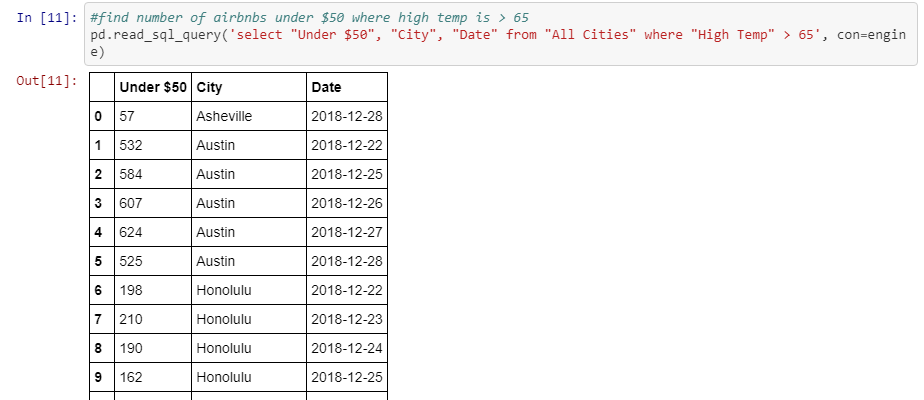 In [11]: #find number of airbnbs under $50 where high temp is > 65
pd.read_sql_query('select "Under $50", "City", "Date" from "All Cities" where "High Temp" > 65', con=engin
e)
Out[11]:
Under $50 City Date
0 57 Asheville 2018-12-28
1 532 Austin 2018-12-22
2 584 Austin 2018-12-25
3 607 Austin 2018-12-26
4 624 Austin 2018-12-27
5 525 Austin 2018-12-28
6 198 Honolulu 2018-12-22
7 210 Honolulu 2018-12-23
8 190 Honolulu 2018-12-24
9 162 Honolulu 2018-12-25